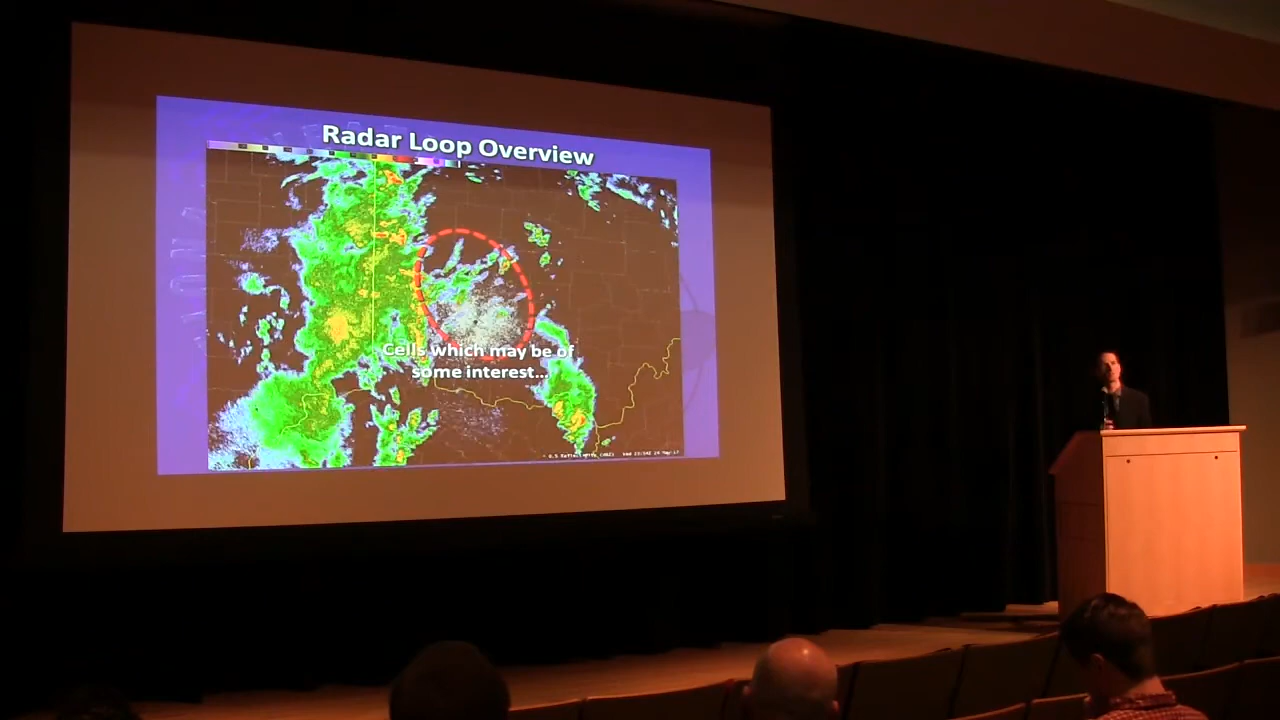 Radar Loop Overview
Cells which may be of
some interest...